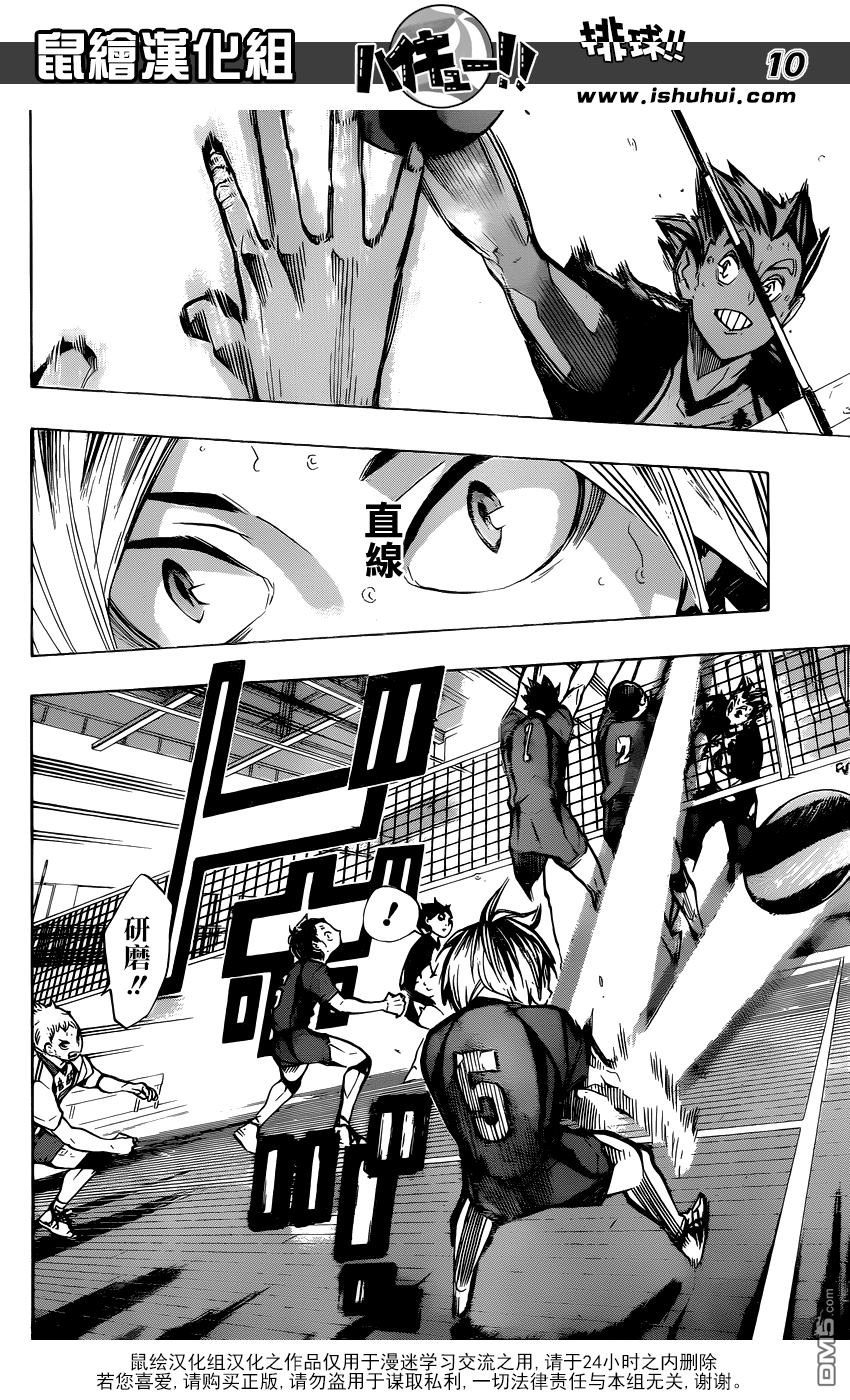 鼠繪漢化組
ハイキュー!!
排球!!
10
www.ishuhui.com
直線
1
2
!
研磨!!
5
DM5.com
鼠绘汉化组汉化之作品仅用于漫迷学习交流之用, 请于24小时之内删除
若您喜爱, 请购买正版, 请勿盗用于谋取私利, 一切法律责任与本组无关, 谢谢。